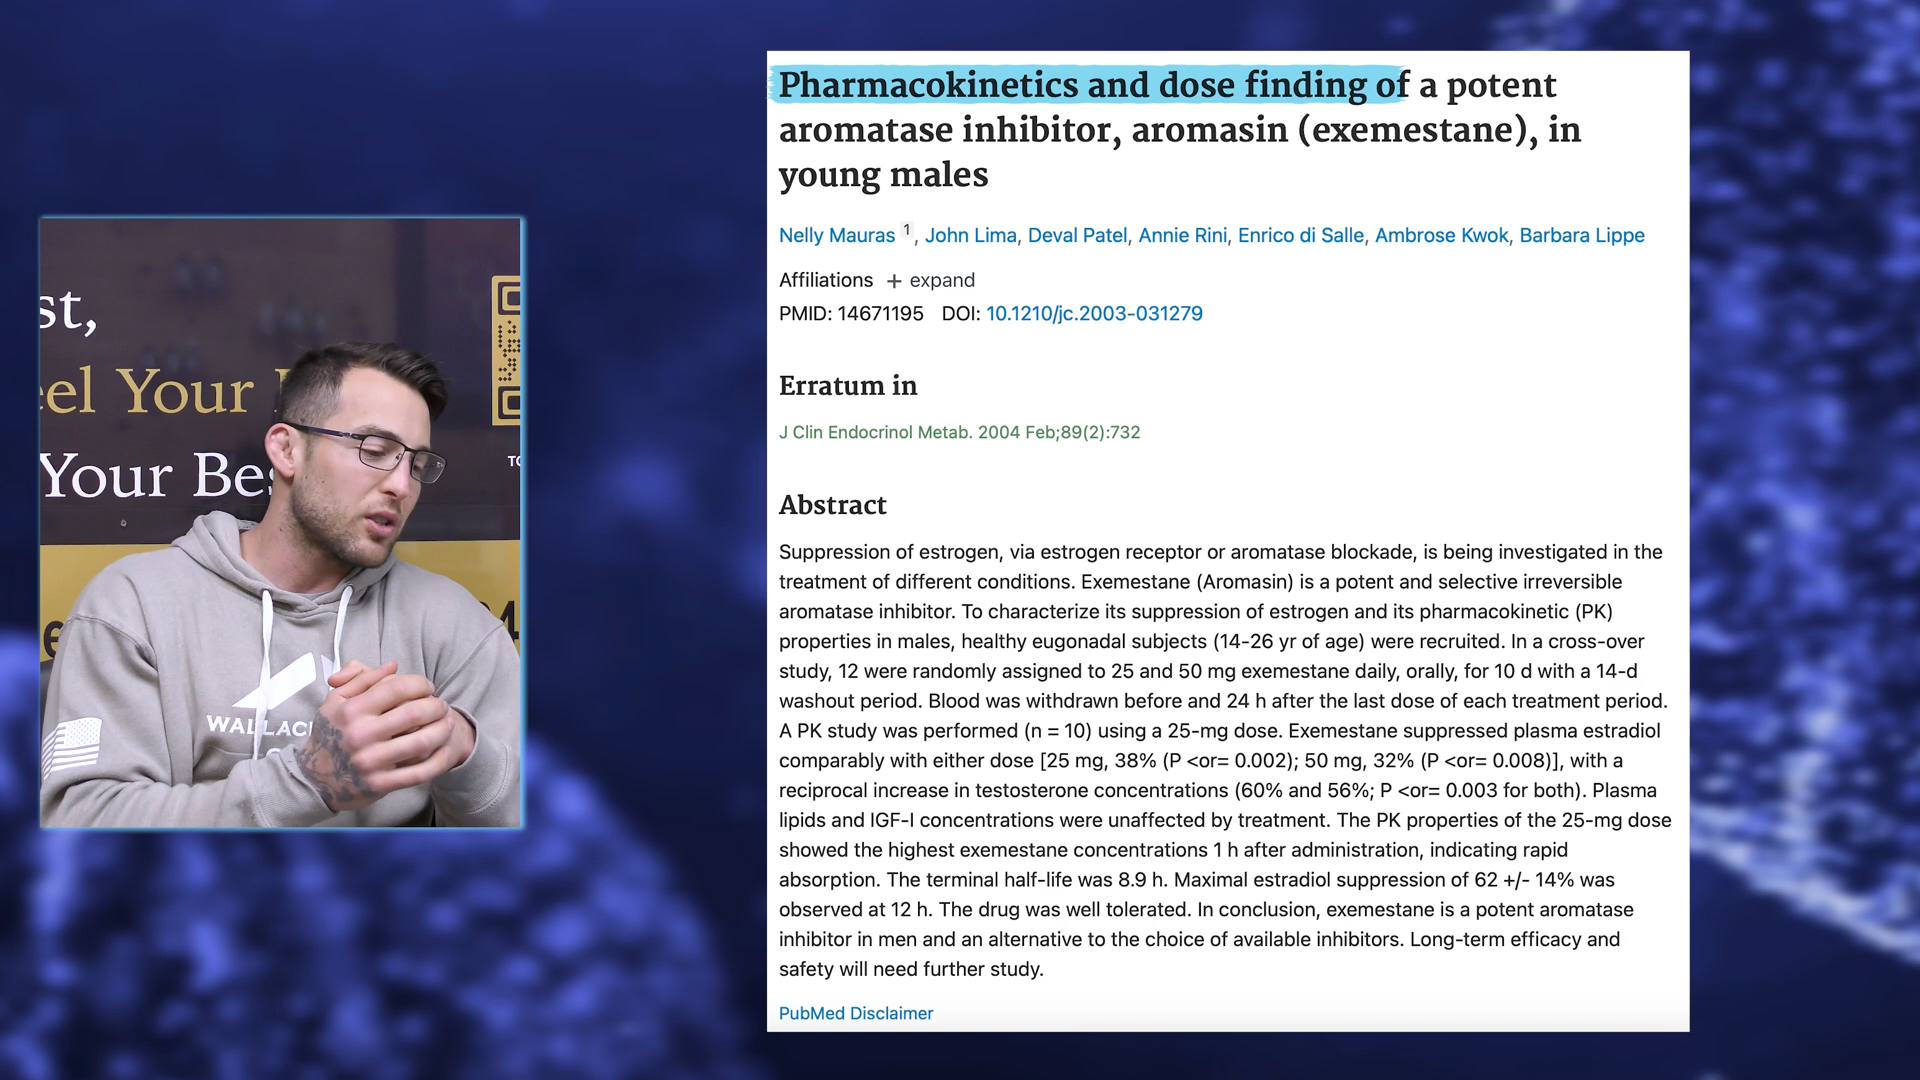 st,
eel Your
Your Bes
WALLACE
Pharmacokinetics and dose finding of a potent
aromatase inhibitor, aromasin (exemestane), in
young males
Nelly Mauras 1, John Lima, Deval Patel, Annie Rini, Enrico di Salle, Ambrose Kwok, Barbara Lippe
Affiliations + expand
PMID: 14671195 DOI: 10.1210/jc.2003-031279
Erratum in
J Clin Endocrinol Metab. 2004 Feb;89(2):732
Abstract
Suppression of estrogen, via estrogen receptor or aromatase blockade, is being investigated in the
treatment of different conditions. Exemestane (Aromasin) is a potent and selective irreversible
aromatase inhibitor. To characterize its suppression of estrogen and its pharmacokinetic (PK)
properties in males, healthy eugonadal subjects (14-26 yr of age) were recruited. In a cross-over
study, 12 were randomly assigned to 25 and 50 mg exemestane daily, orally, for 10 d with a 14-d
washout period. Blood was withdrawn before and 24 h after the last dose of each treatment period.
A PK study was performed (n = 10) using a 25-mg dose. Exemestane suppressed plasma estradiol
comparably with either dose [25 mg, 38% (P <or= 0.002); 50 mg, 32% (P <or= 0.008)], with a
reciprocal increase in testosterone concentrations (60% and 56%; P <or= 0.003 for both). Plasma
lipids and IGF-I concentrations were unaffected by treatment. The PK properties of the 25-mg dose
showed the highest exemestane concentrations 1 h after administration, indicating rapid
absorption. The terminal half-life was 8.9 h. Maximal estradiol suppression of 62 +/- 14% was
observed at 12 h. The drug was well tolerated. In conclusion, exemestane is a potent aromatase
inhibitor in men and an alternative to the choice of available inhibitors. Long-term efficacy and
safety will need further study.
PubMed Disclaimer